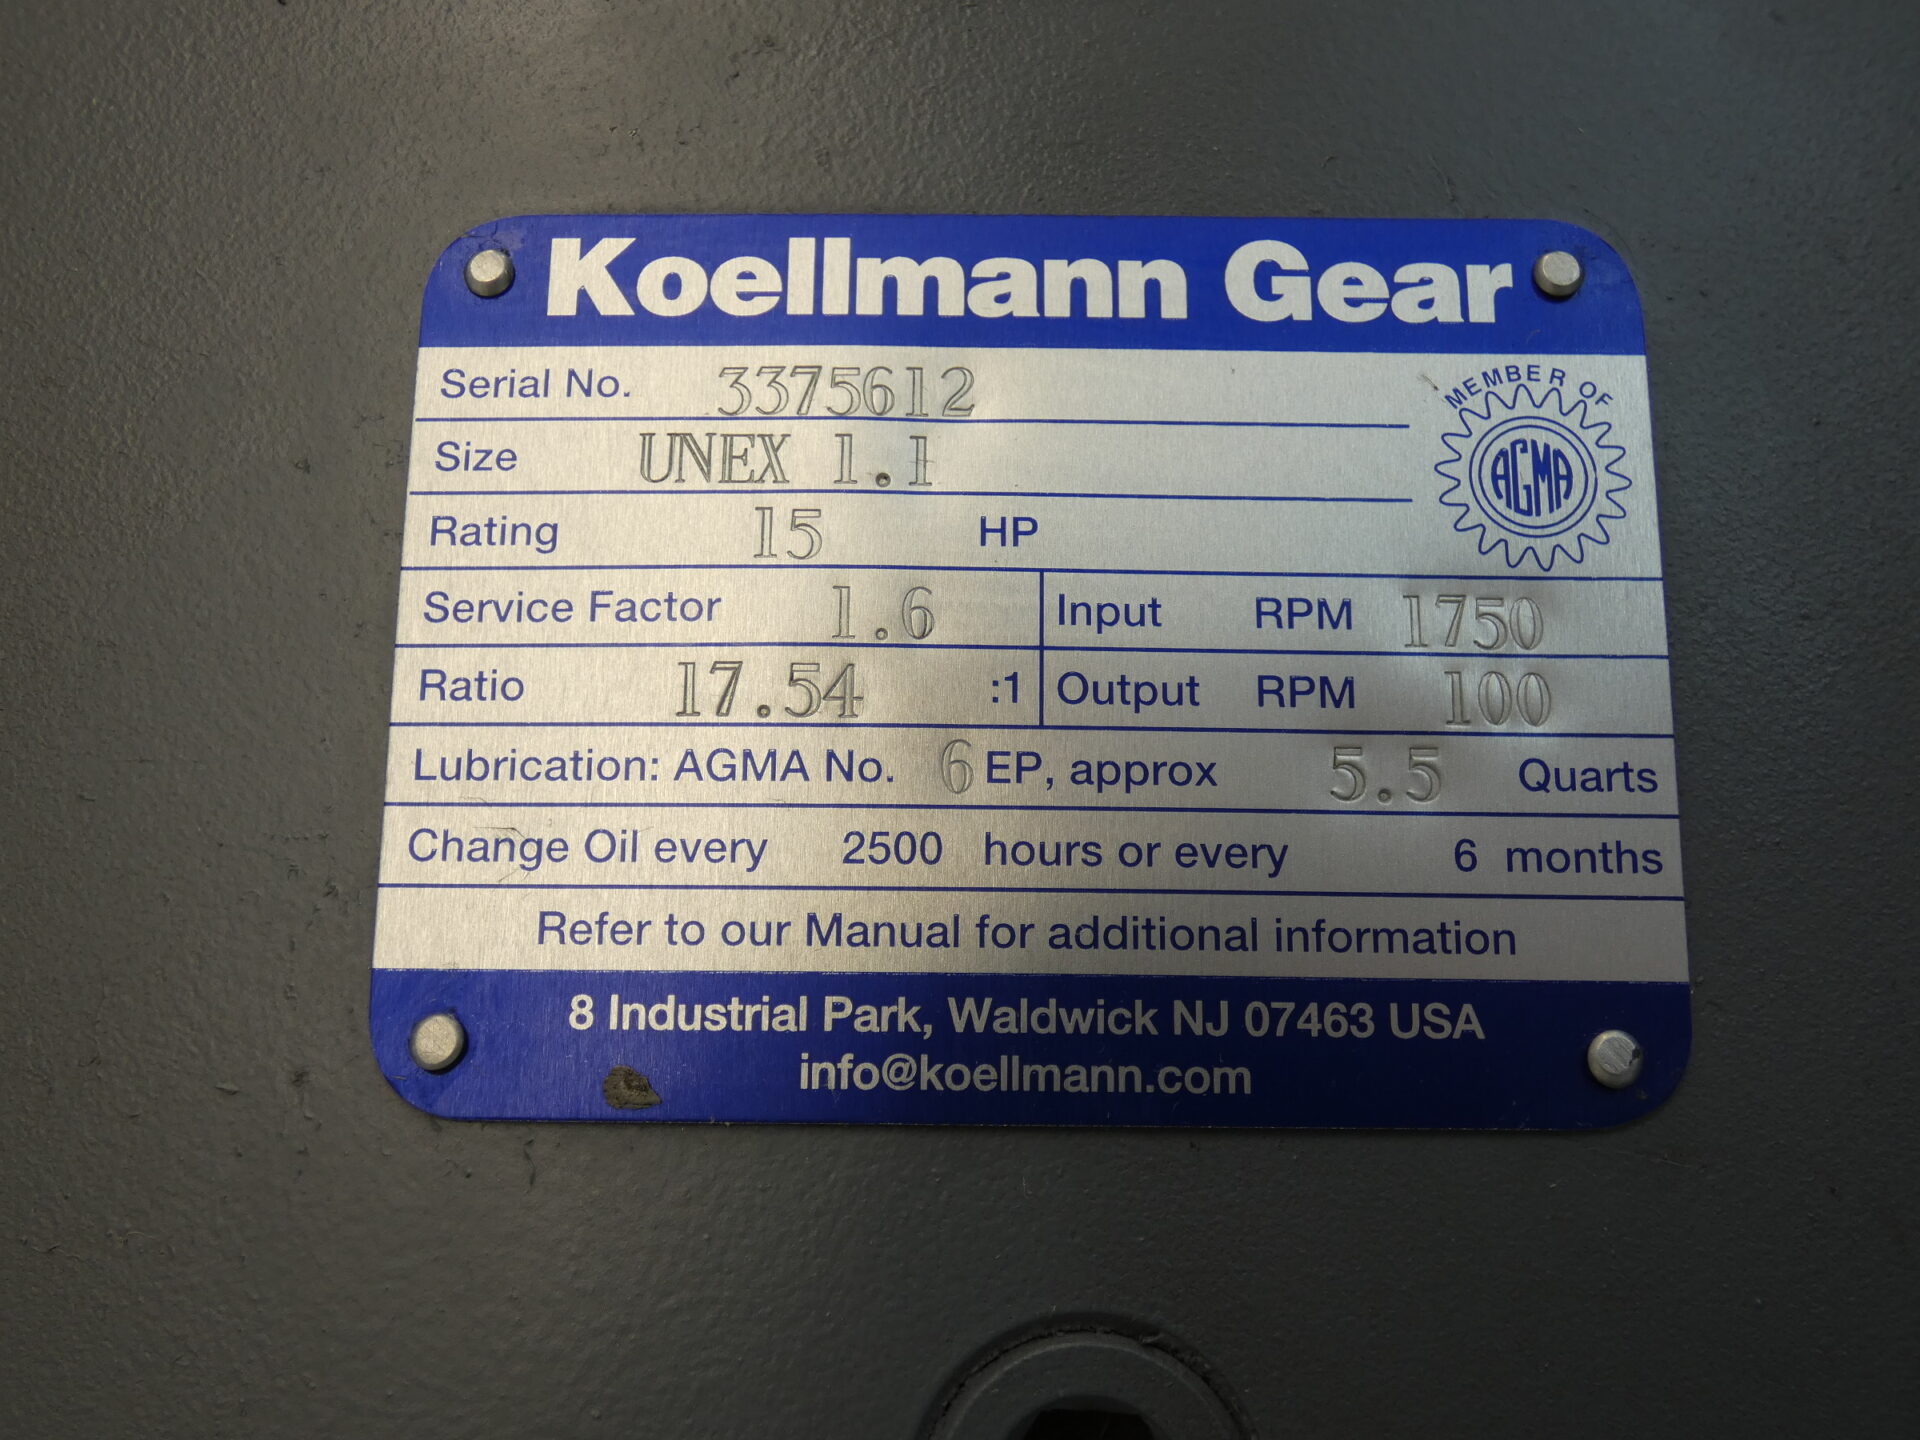 Koellmann Gear
Serial No. 3375612
MEMBER OF
AGMA
Size UNEX 1.1
Rating 15 HP
Service Factor 1.6 Input RPM 1750
Ratio 17.54 :1 Output RPM 100
Lubrication: AGMA No. 6 EP, approx 5.5 Quarts
Change Oil every 2500 hours or every 6 months
Refer to our Manual for additional information
8 Industrial Park, Waldwick NJ 07463 USA
info@koellmann.com